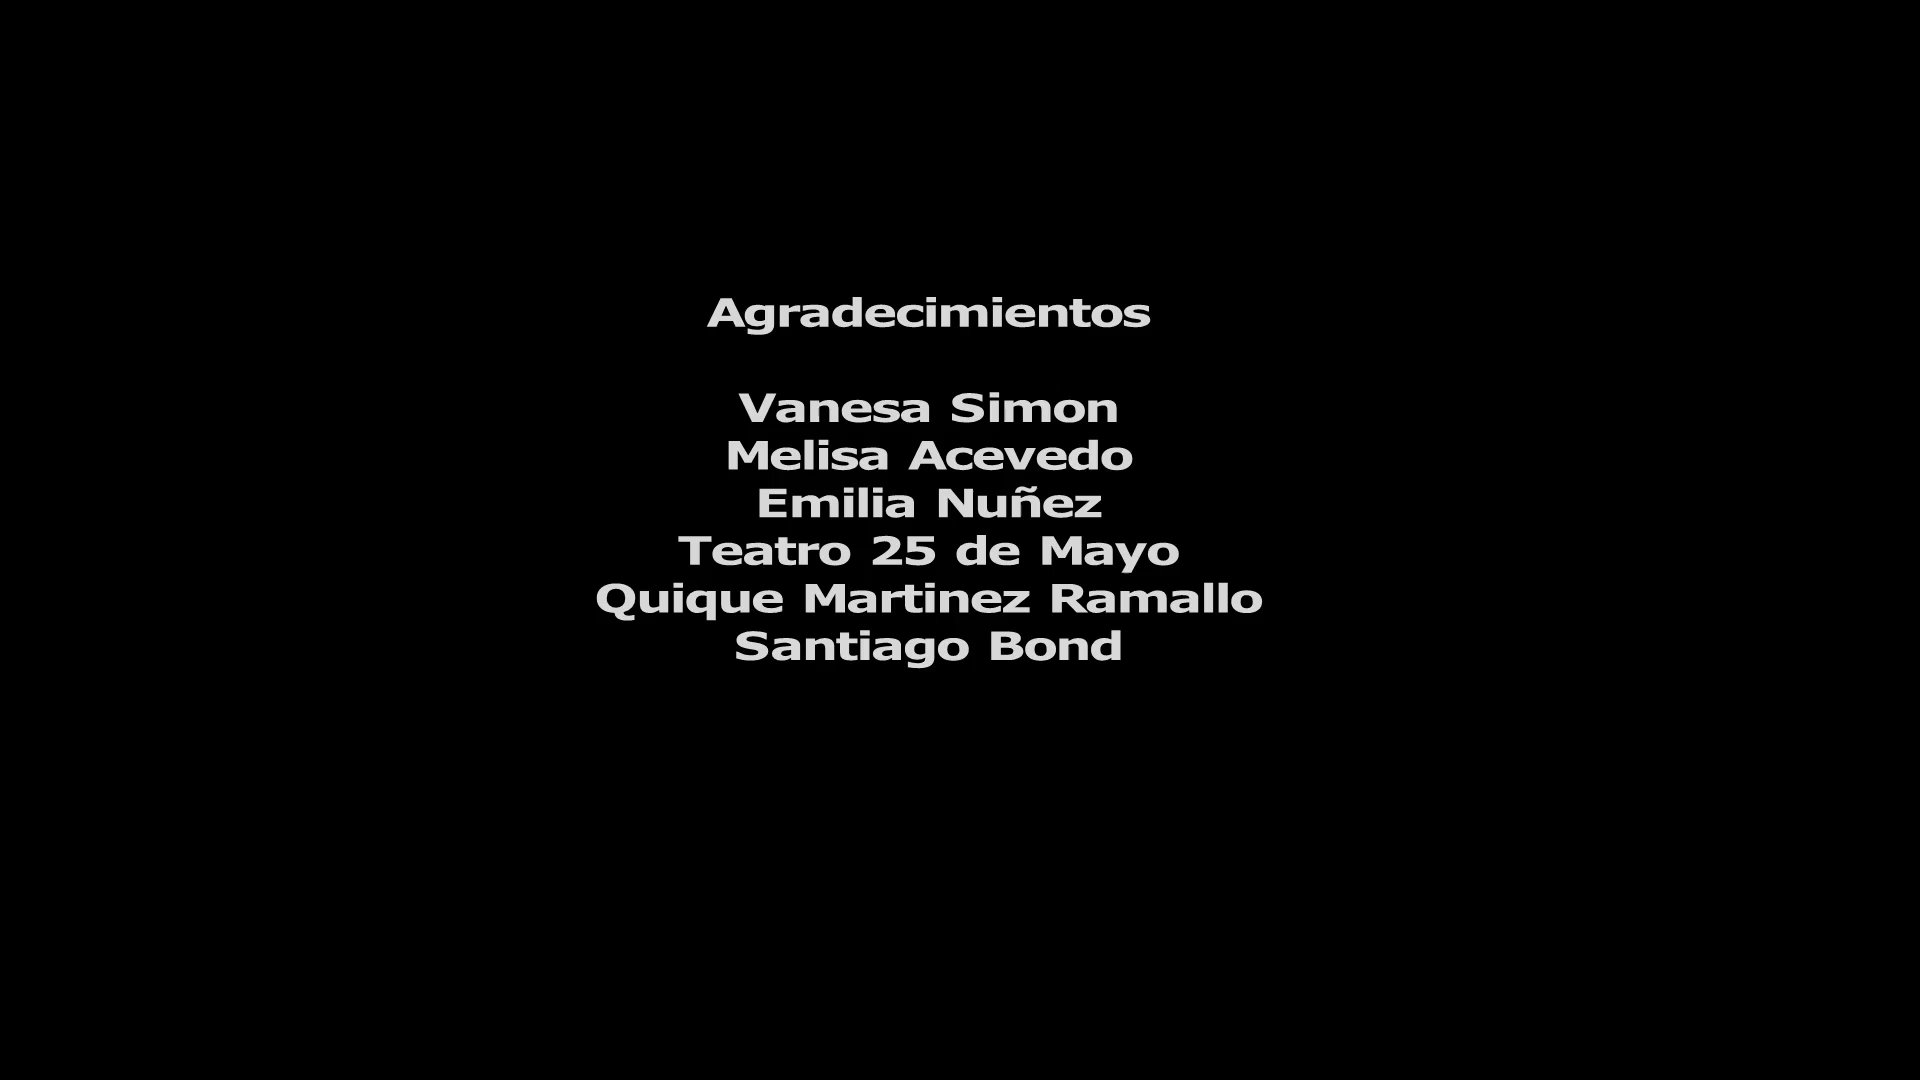 Agradecimientos
Vanesa Simon
Melisa Acevedo
Emilia Nuñez
Teatro 25 de Mayo
Quique Martinez Ramallo
Santiago Bond